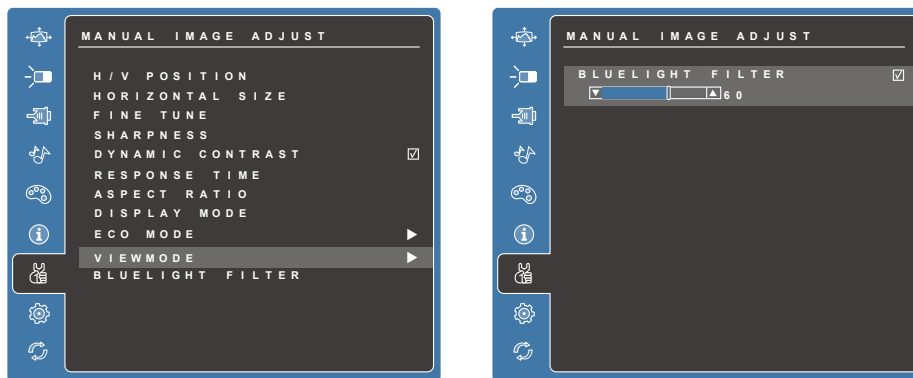 MANUAL IMAGE ADJUST
H/V POSITION
HORIZONTAL SIZE
FINE TUNE
SHARPNESS
DYNAMIC CONTRAST
RESPONSE TIME
ASPECT RATIO
DISPLAY MODE
ECO MODE
VIEWMODE
BLUELIGHT FILTER
MANUAL IMAGE ADJUST
BLUELIGHT FILTER
60